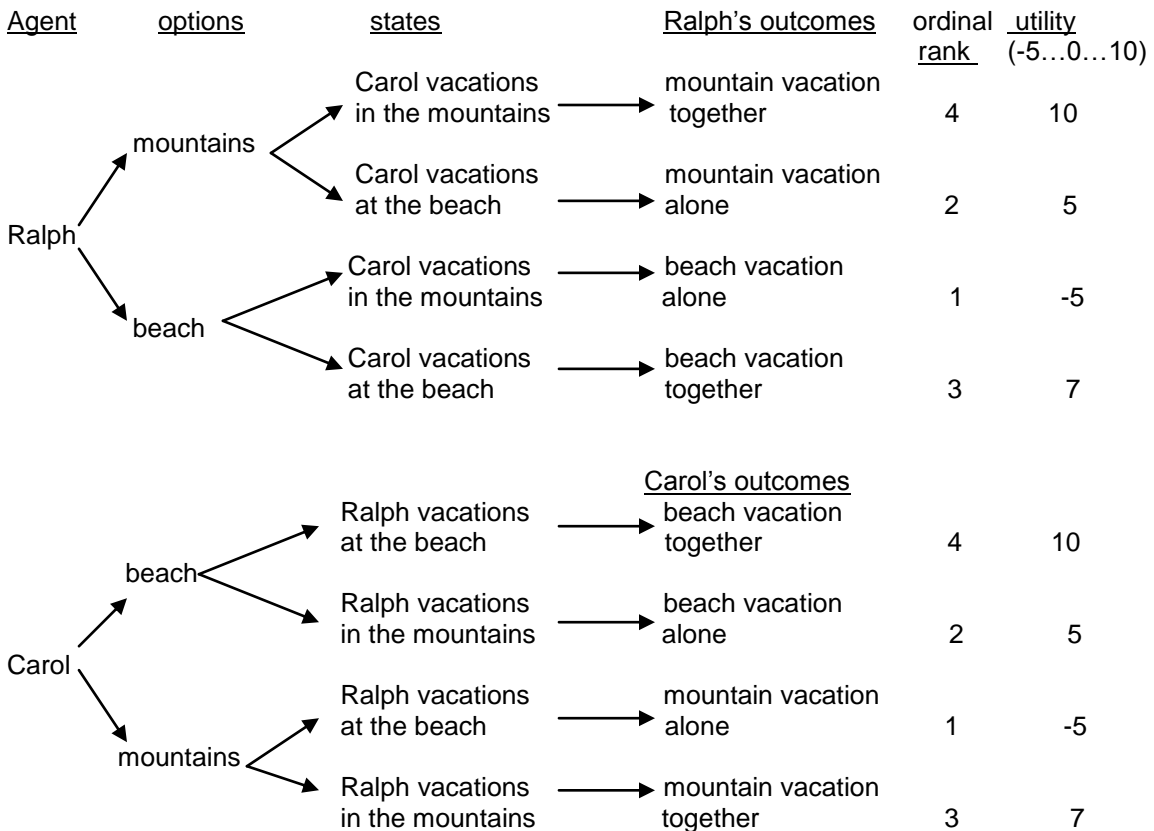 Agent options states Ralph's outcomes ordinal utility
rank (-5…0…10)
Carol vacations mountain vacation
in the mountains together 4 10
mountains
Carol vacations mountain vacation
at the beach alone 2 5
Ralph
Carol vacations beach vacation
in the mountains alone 1 -5
beach
Carol vacations beach vacation
at the beach together 3 7
Carol's outcomes
Ralph vacations beach vacation
at the beach together 4 10
beach
Ralph vacations beach vacation
in the mountains alone 2 5
Carol
Ralph vacations mountain vacation
at the beach alone 1 -5
mountains
Ralph vacations mountain vacation
in the mountains together 3 7